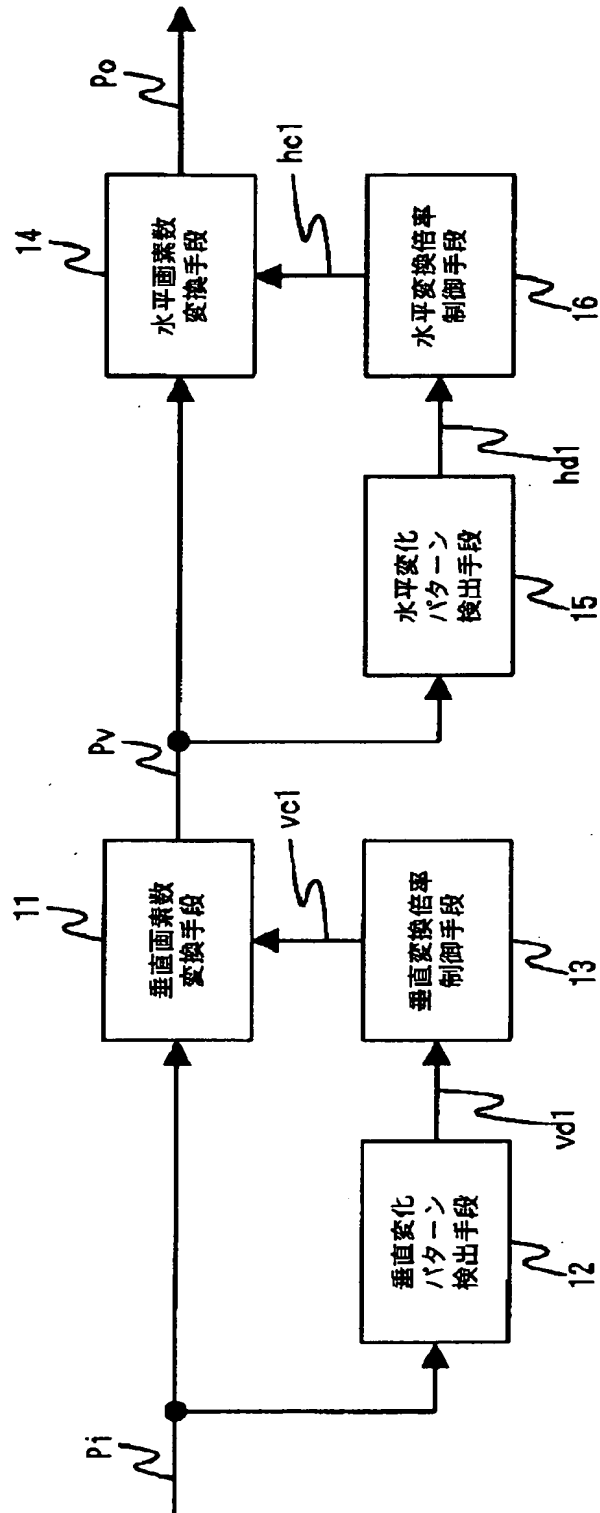 Pi
11
垂直画素数
変換手段
Pv
14
水平画素数
変換手段
Po
vc1
hc1
垂直変化
パターン
検出手段
12
vd1
垂直変換倍率
制御手段
13
水平変化
パターン
検出手段
15
hd1
水平変換倍率
制御手段
16